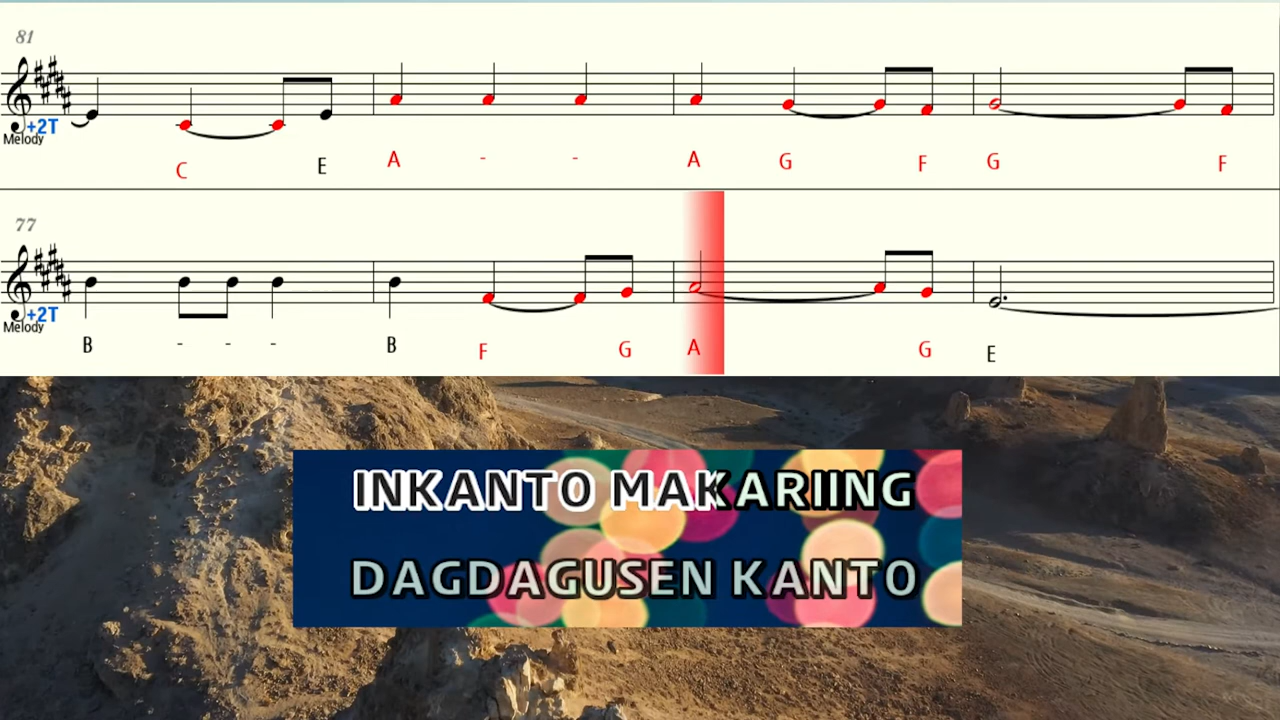 81
+2T
Melody
C E A - - A G F G F
77
+2T
Melody
B - - - B F G A G E
INKANTO MAKARIING
DAGDAGUSEN KANTO